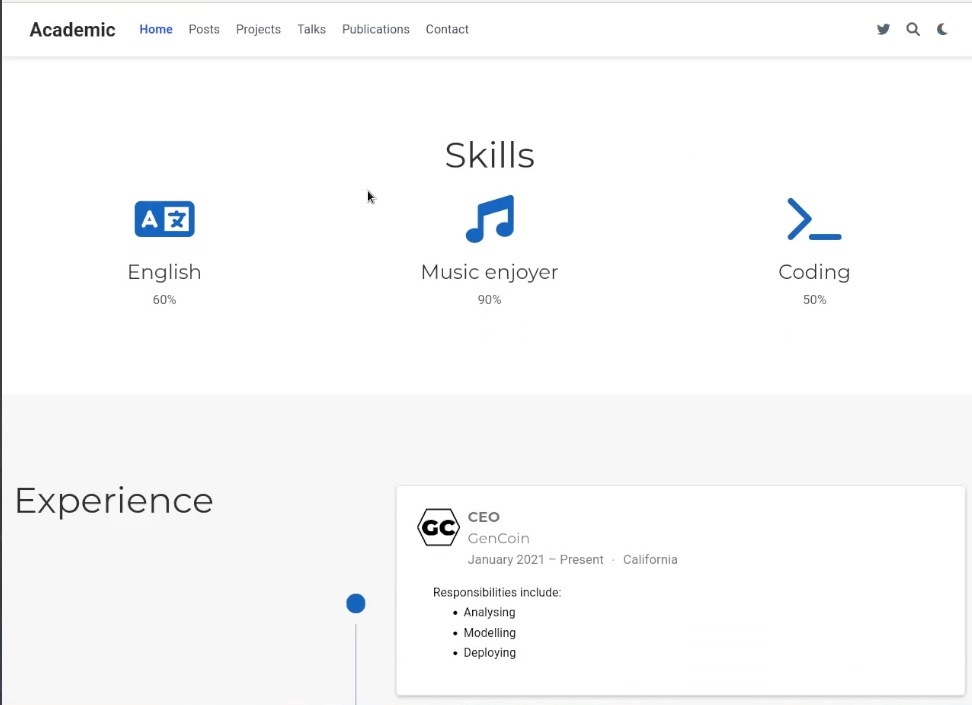 Academic Home Posts Projects Talks Publications Contact
Skills
A 文
English Music enjoyer Coding
60% 90% 50%
Experience
GC
CEO
GenCoin
January 2021 – Present · California
Responsibilities include:
• Analysing
• Modelling
• Deploying